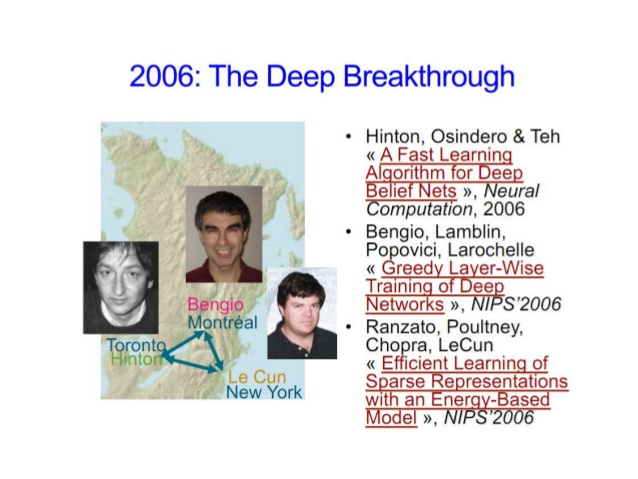 2006: The Deep Breakthrough
• Hinton, Osindero & Teh
« A Fast Learning
Algorithm for Deep
Belief Nets », Neural
Computation, 2006
• Bengio, Lamblin,
Popovici, Larochelle
« Greedy Layer-Wise
Training of Deep
Networks », NIPS'2006
• Ranzato, Poultney,
Chopra, LeCun
« Efficient Learning of
Sparse Representations
with an Energy-Based
Model », NIPS'2006
Bengio
Montréal
Toronto
Hinton
Le Cun
New York